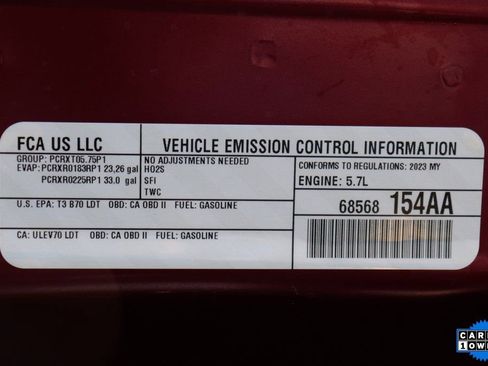 FCA US LLC
VEHICLE EMISSION CONTROL INFORMATION
GROUP: PCRXT05.75P1
EVAP: PCRXR0183RP1 23,26 gal
PCRXR0225RP1 33.0 gal
NO ADJUSTMENTS NEEDED
HO2S
SFI
TWC
CONFORMS TO REGULATIONS: 2023 MY
ENGINE: 5.7L
U.S. EPA: T3 B70 LDT OBD: CA OBD II FUEL: GASOLINE
68568 154AA
CA: ULEV70 LDT OBD: CA OBD II FUEL: GASOLINE
1